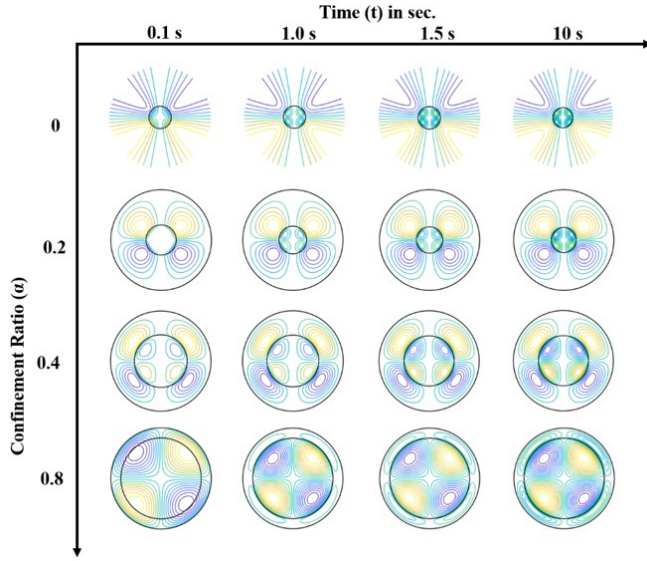 Time (t) in sec.
0.1 s 1.0 s 1.5 s 10 s
Confinement Ratio (α)
0
0.2
0.4
0.8